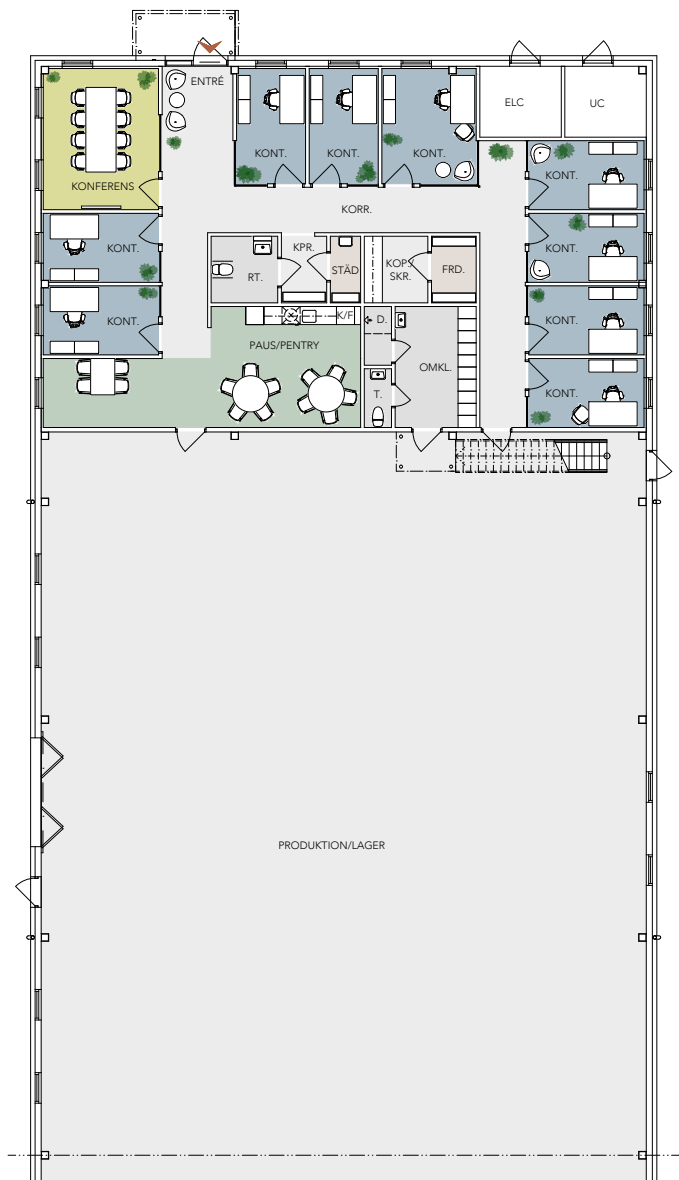 ENTRÉ
ELC
UC
KONT.
KONT.
KONT.
KONT.
KONFERENS
KORR.
KONT.
KONT.
KPR.
RT.
STÄD
KOP/
SKR.
FRD.
KONT.
KONT.
K/F
D.
PAUS/PENTRY
OMKL.
T.
KONT.
PRODUKTION/LAGER